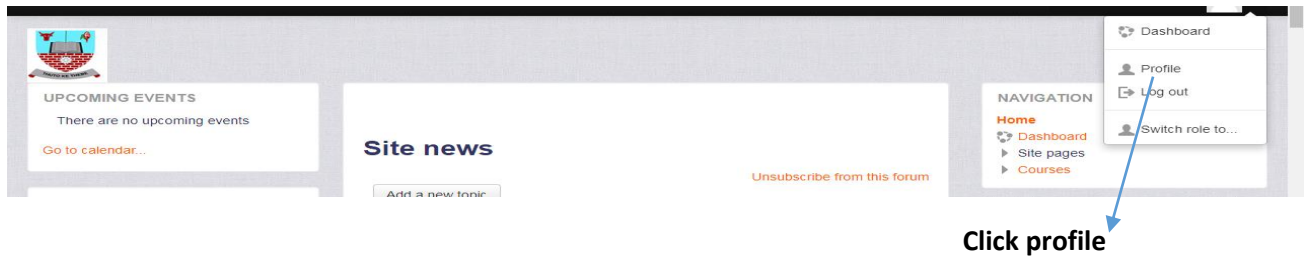 Dashboard
Profile
Log out
Switch role to...
UPCOMING EVENTS
There are no upcoming events
Go to calendar...
Site news
Unsubscribe from this forum
Add a new topic
NAVIGATION
Home
Dashboard
Site pages
Courses
Click profile